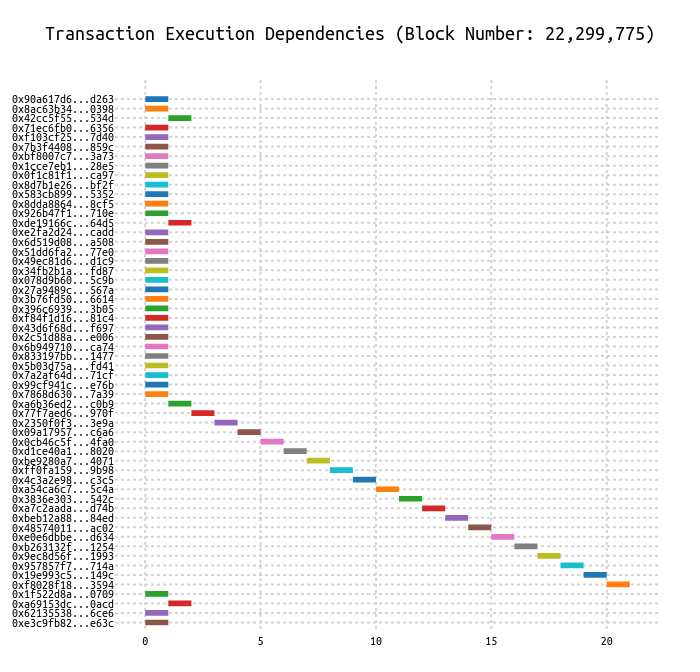 Transaction Execution Dependencies (Block Number: 22,299,775)
0x90a617d6...d263
0x8ac63b34...0398
0x42cc5f55...534d
0x71ec6fb0...6356
0xf103cf25...7d40
0x7b3f4408...859c
0xbf8007c7...3a73
0x1cce7eb1...28e5
0x0f1c81f1...ca97
0x8d7b1e26...bf2f
0x583cb899...5352
0x8dda8864...8cf5
0x926b47f1...710e
0xde19166c...64d5
0xe2fa2d24...cadd
0x6d519d08...a508
0x51dd6fa2...77e0
0x49ec81d6...d1c9
0x34fb2b1a...fd87
0x078d9b60...5c9b
0x27a9489c...567a
0x3b76fd50...6614
0x396c6939...3b05
0xf84f1d16...81c4
0x43d6f68d...f697
0x2c51d88a...e006
0x6b949710...ca74
0x833197bb...1477
0x5b03d75a...fd41
0x7a2af64d...71cf
0x99cf941c...e76b
0x7868d630...7a39
0xa6b36ed2...c0b9
0x77f7aed6...970f
0x2350f0f3...3e9a
0x09a17957...c6a6
0x0cb46c5f...4fa0
0xd1ce40a1...8020
0xbe9280a7...4071
0xff0fa159...9b98
0x4c3a2e98...c3c5
0xa54ca6c7...5c4a
0x3836e303...542c
0xa7c2aada...d74b
0xbeb12a88...84ed
0x48574011...ac02
0xe0e6dbbe...d634
0xb263132f...1254
0x9ec8d56f...1993
0x957857f7...714a
0x19e993c5...149c
0xf8028f18...3594
0x1f522d8a...0709
0xa69153dc...0acd
0x62135538...6ce6
0xe3c9fb82...e63c
0 5 10 15 20